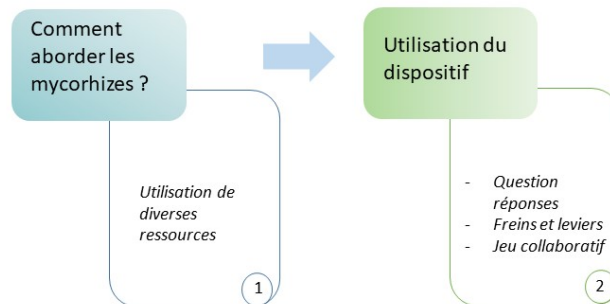 Comment
aborder les
mycorhizes ?
Utilisation de
diverses
ressources
1
Utilisation du
dispositif
- Question
réponses
- Freins et leviers
- Jeu collaboratif
2